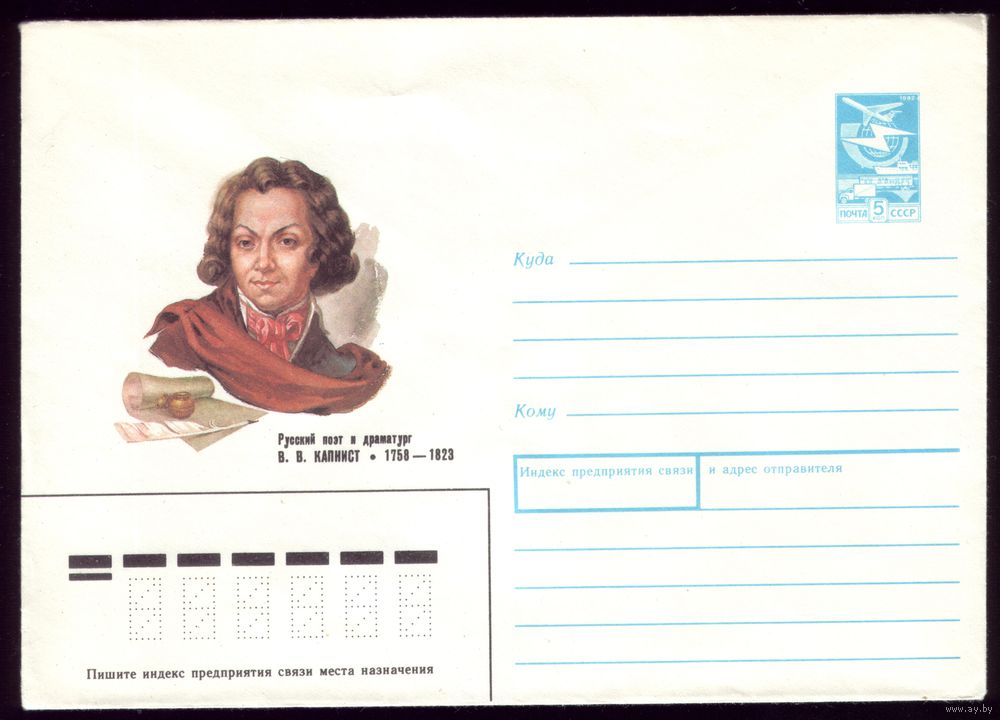 1982
ПОЧТА 5 КОП СССР
Куда
Русский поэт и драматург
В. В. КАПНИСТ • 1758 — 1823
Кому
Индекс предприятия связи и адрес отправителя
Пишите индекс предприятия связи места назначения
www.ay.by